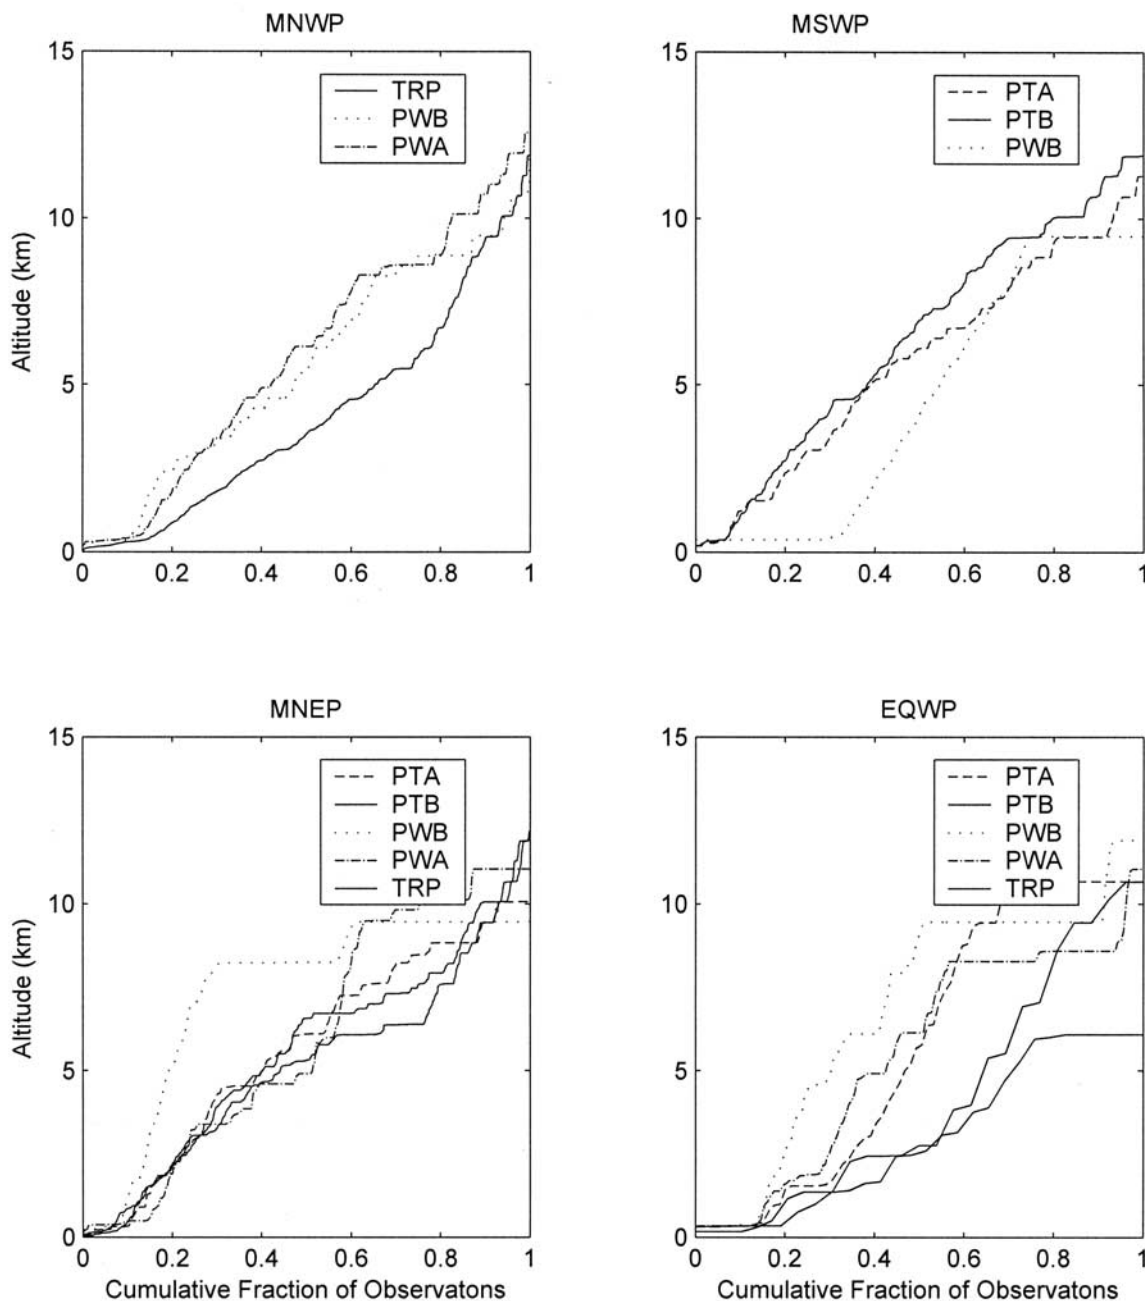 MNWP
MSWP
15
10
5
0
Altitude (km)
TRP
PWB
PWA
0 0.2 0.4 0.6 0.8 1
15
10
5
0
PTA
PTB
PWB
0 0.2 0.4 0.6 0.8 1
MNEP
EQWP
15
10
5
0
Altitude (km)
PTA
PTB
PWB
PWA
TRP
0 0.2 0.4 0.6 0.8 1
Cumulative Fraction of Observatons
15
10
5
0
PTA
PTB
PWB
PWA
TRP
0 0.2 0.4 0.6 0.8 1
Cumulative Fraction of Observatons